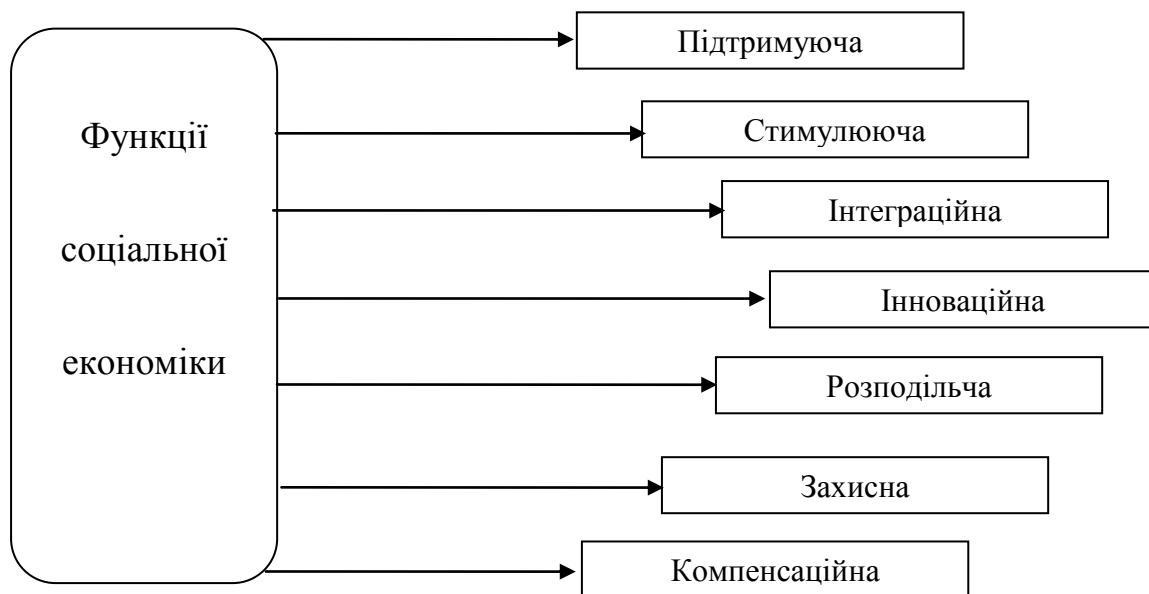 Функції
соціальної
економіки
Підтримуюча
Стимулююча
Інтеграційна
Інноваційна
Розподільча
Захисна
Компенсаційна